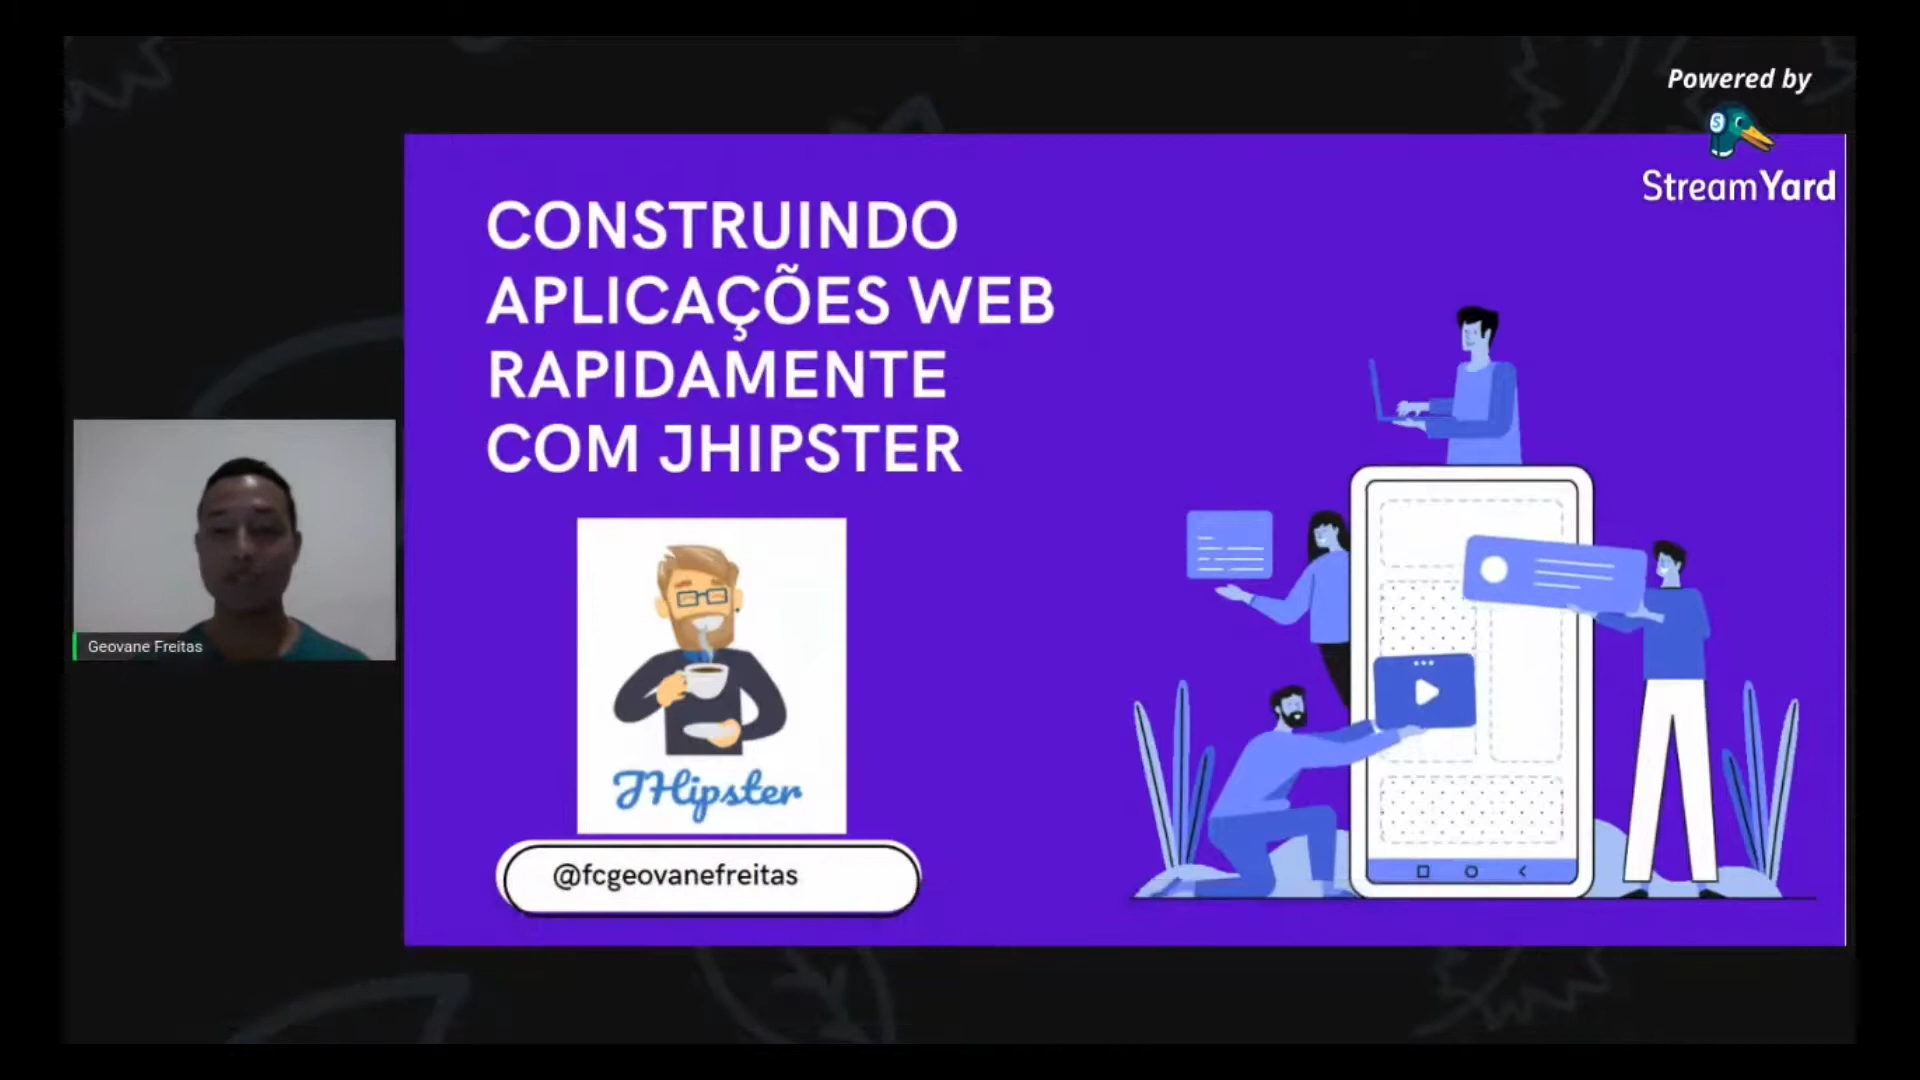 Powered by
StreamYard
CONSTRUINDO
APLICAÇÕES WEB
RAPIDAMENTE
COM JHIPSTER
JHipster
@fcgeovanefreitas
Geovane Freitas